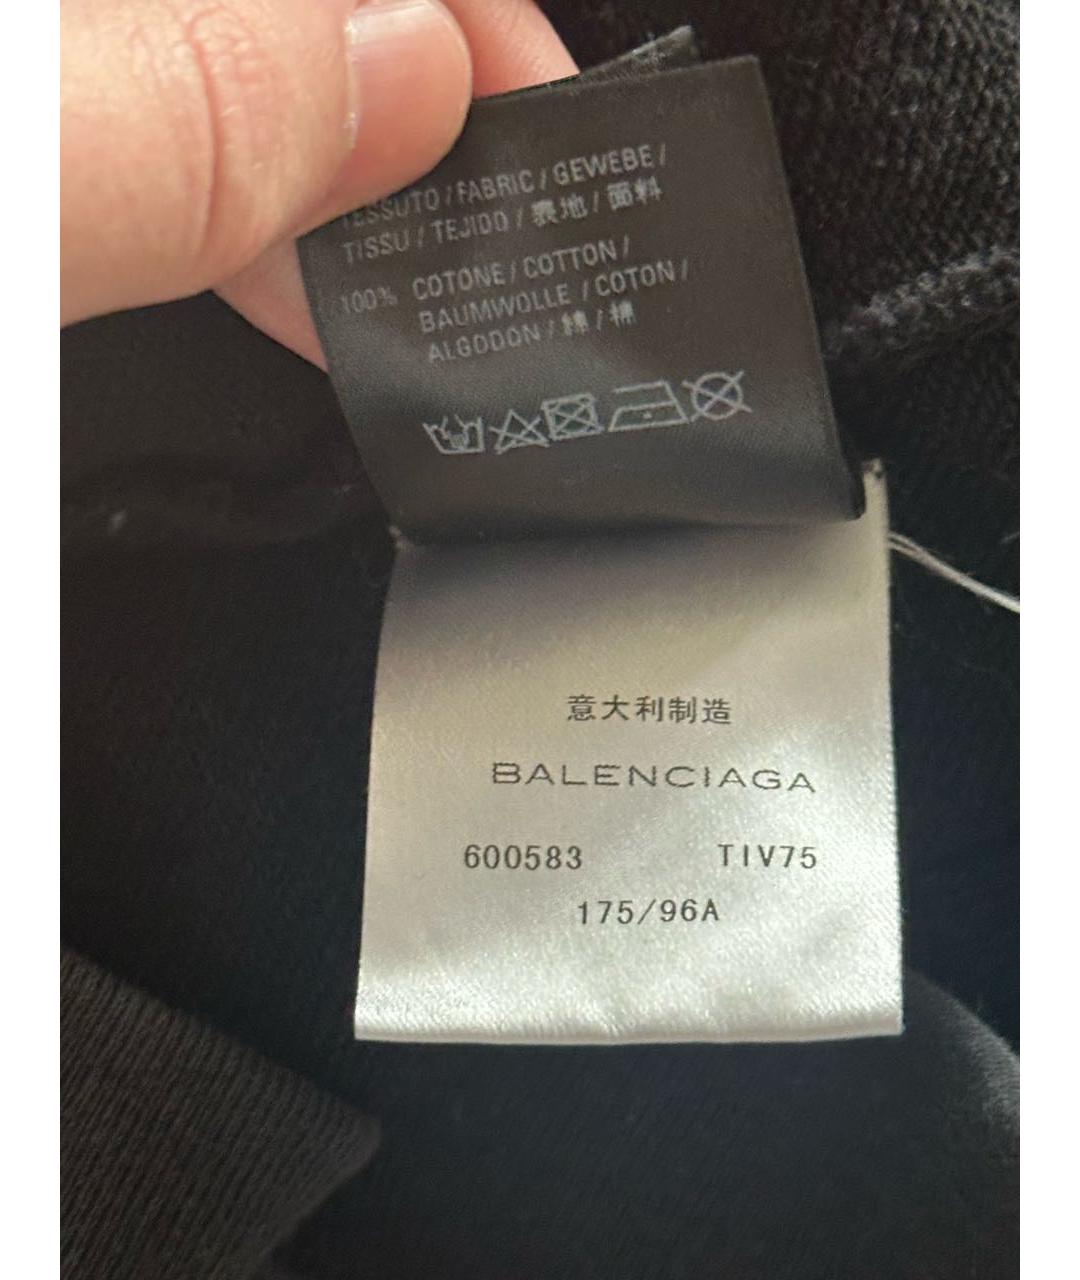 TESSUTO / FABRIC / GEWEBE /
TISSU / TEJIDO / 表地 / 面料
100% COTONE / COTTON /
BAUMWOLLE / COTON /
ALGODON / 綿 / 棉
意大利制造
BALENCIAGA
600583 TIV75
175/96A